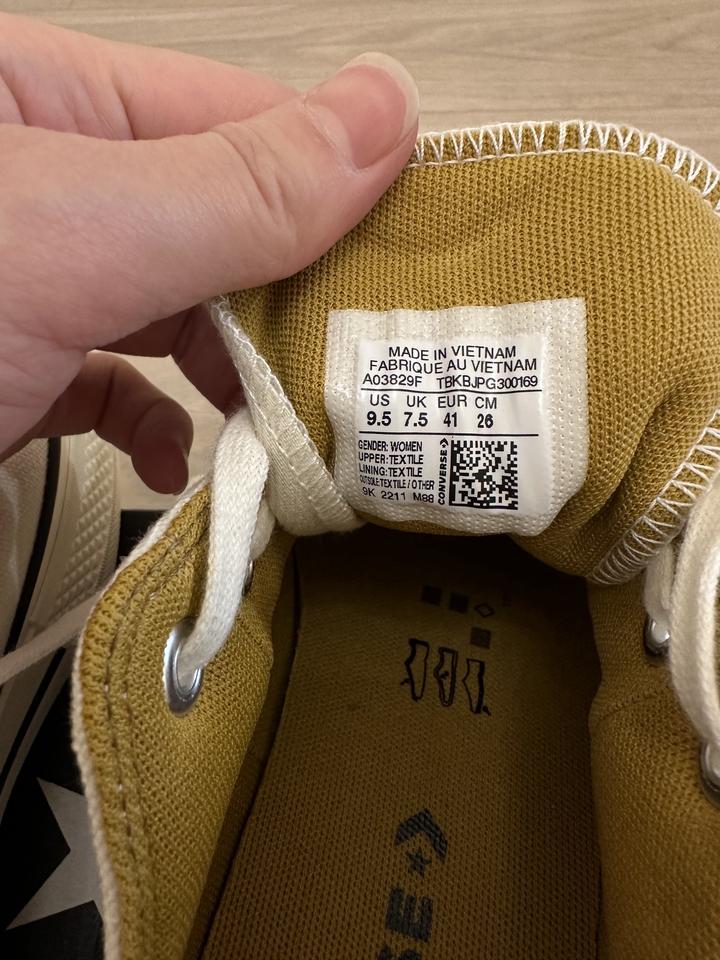 MADE IN VIETNAM
FABRIQUE AU VIETNAM
A03829F TBKBJPG300169
US UK EUR CM
9.5 7.5 41 26
GENDER: WOMEN
UPPER: TEXTILE
LINING: TEXTILE
OUTSOLE: TEXTILE / OTHER
9K 2211 M88
CONVERSE
SE